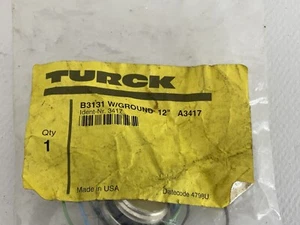 TURCK
B3131 W/GROUND 12" A3417
Ident-Nr. 3417
Qty
1
Made in USA
Datecode 4798U